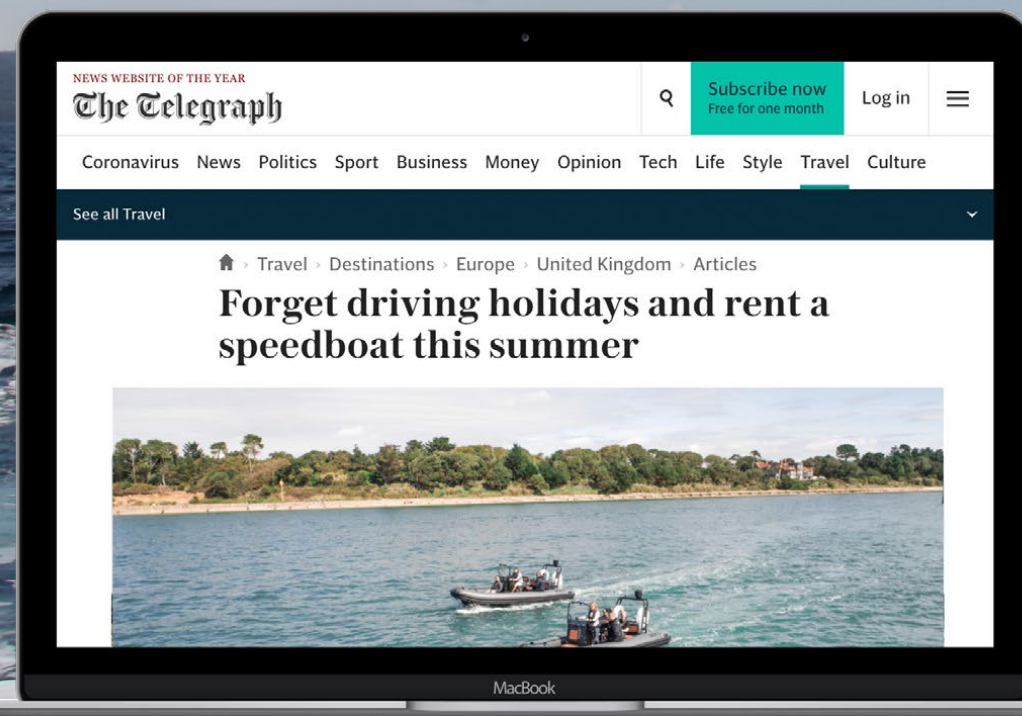 NEWS WEBSITE OF THE YEAR
The Telegraph
Subscribe now
Free for one month
Log in
Coronavirus News Politics Sport Business Money Opinion Tech Life Style Travel Culture
See all Travel
Travel › Destinations › Europe › United Kingdom › Articles
Forget driving holidays and rent a
speedboat this summer
MacBook